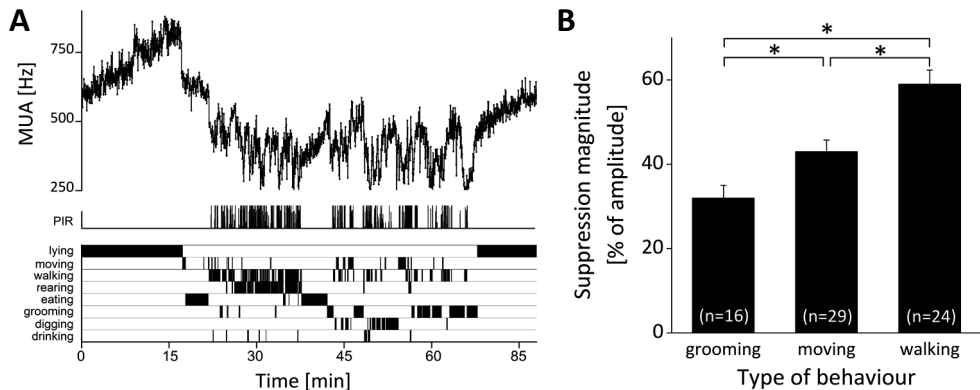 A
MUA [Hz]
750
500
250
PIR
lying
moving
walking
rearing
eating
grooming
digging
drinking
0 15 30 45 60 85
Time [min]
B
Suppression magnitude
[% of amplitude]
60
40
20
0
* 
* *
(n=16) (n=29) (n=24)
grooming moving walking
Type of behaviour